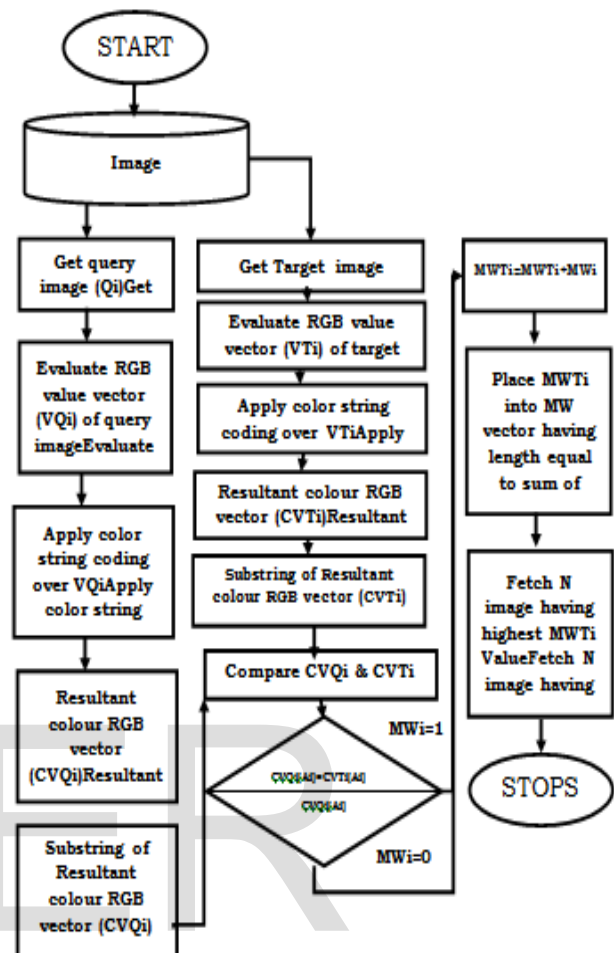 START
Image
Get query
image (Qi)Get
Evaluate RGB
value vector
(VQi) of query
imageEvaluate
Apply color
string coding
over VQiApply
color string
Resultant
colour RGB
vector
(CVQi)Resultant
Substring of
Resultant
colour RGB
vector (CVQi)
Get Target image
Evaluate RGB value
vector (VTi) of target
Apply color string
coding over VTiApply
Resultant colour RGB
vector (CVTi)Resultant
Substring of Resultant
colour RGB vector (CVTi)
Compare CVQi & CVTi
MWi=1
MWi=0
MWTi=MWTi+MWi
Place MWTi
into MW
vector having
length equal
to sum of
Fetch N
image having
highest MWTi
ValueFetch N
image having
STOPS
ER